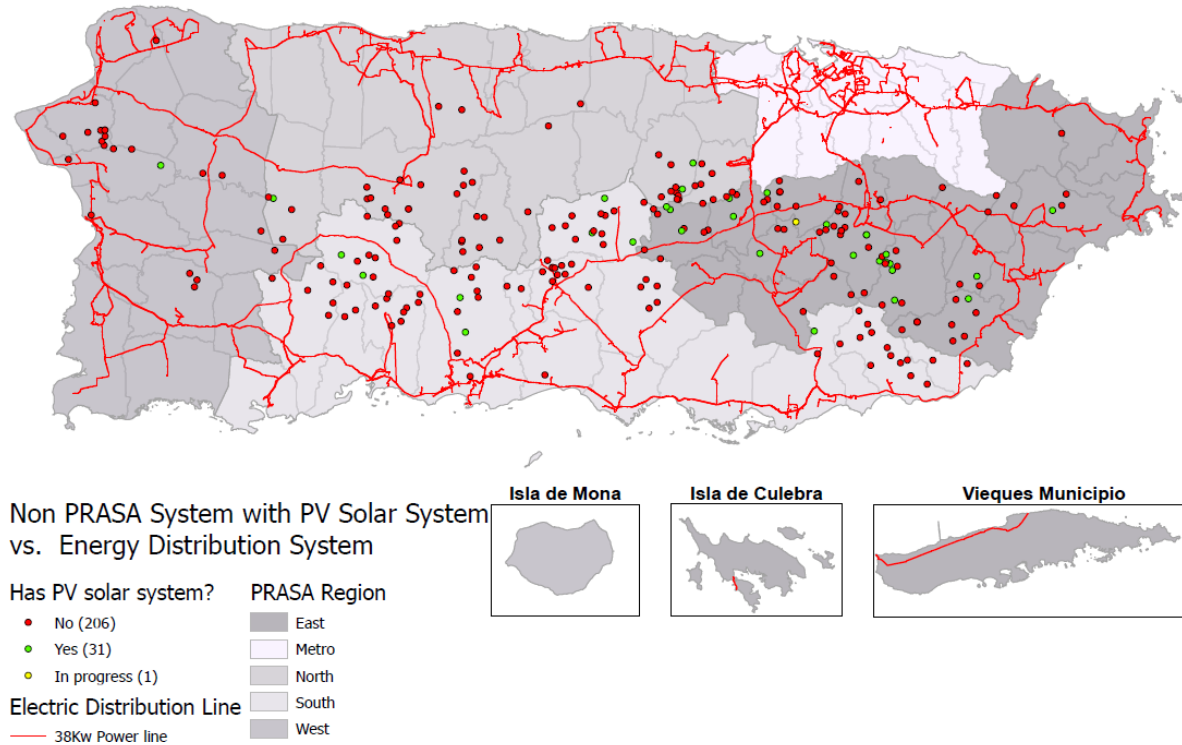 Isla de Mona
Isla de Culebra
Vieques Municipio
Non PRASA System with PV Solar System
vs. Energy Distribution System
Has PV solar system?
No (206)
Yes (31)
In progress (1)
Electric Distribution Line
38Kw Power line
PRASA Region
East
Metro
North
South
West